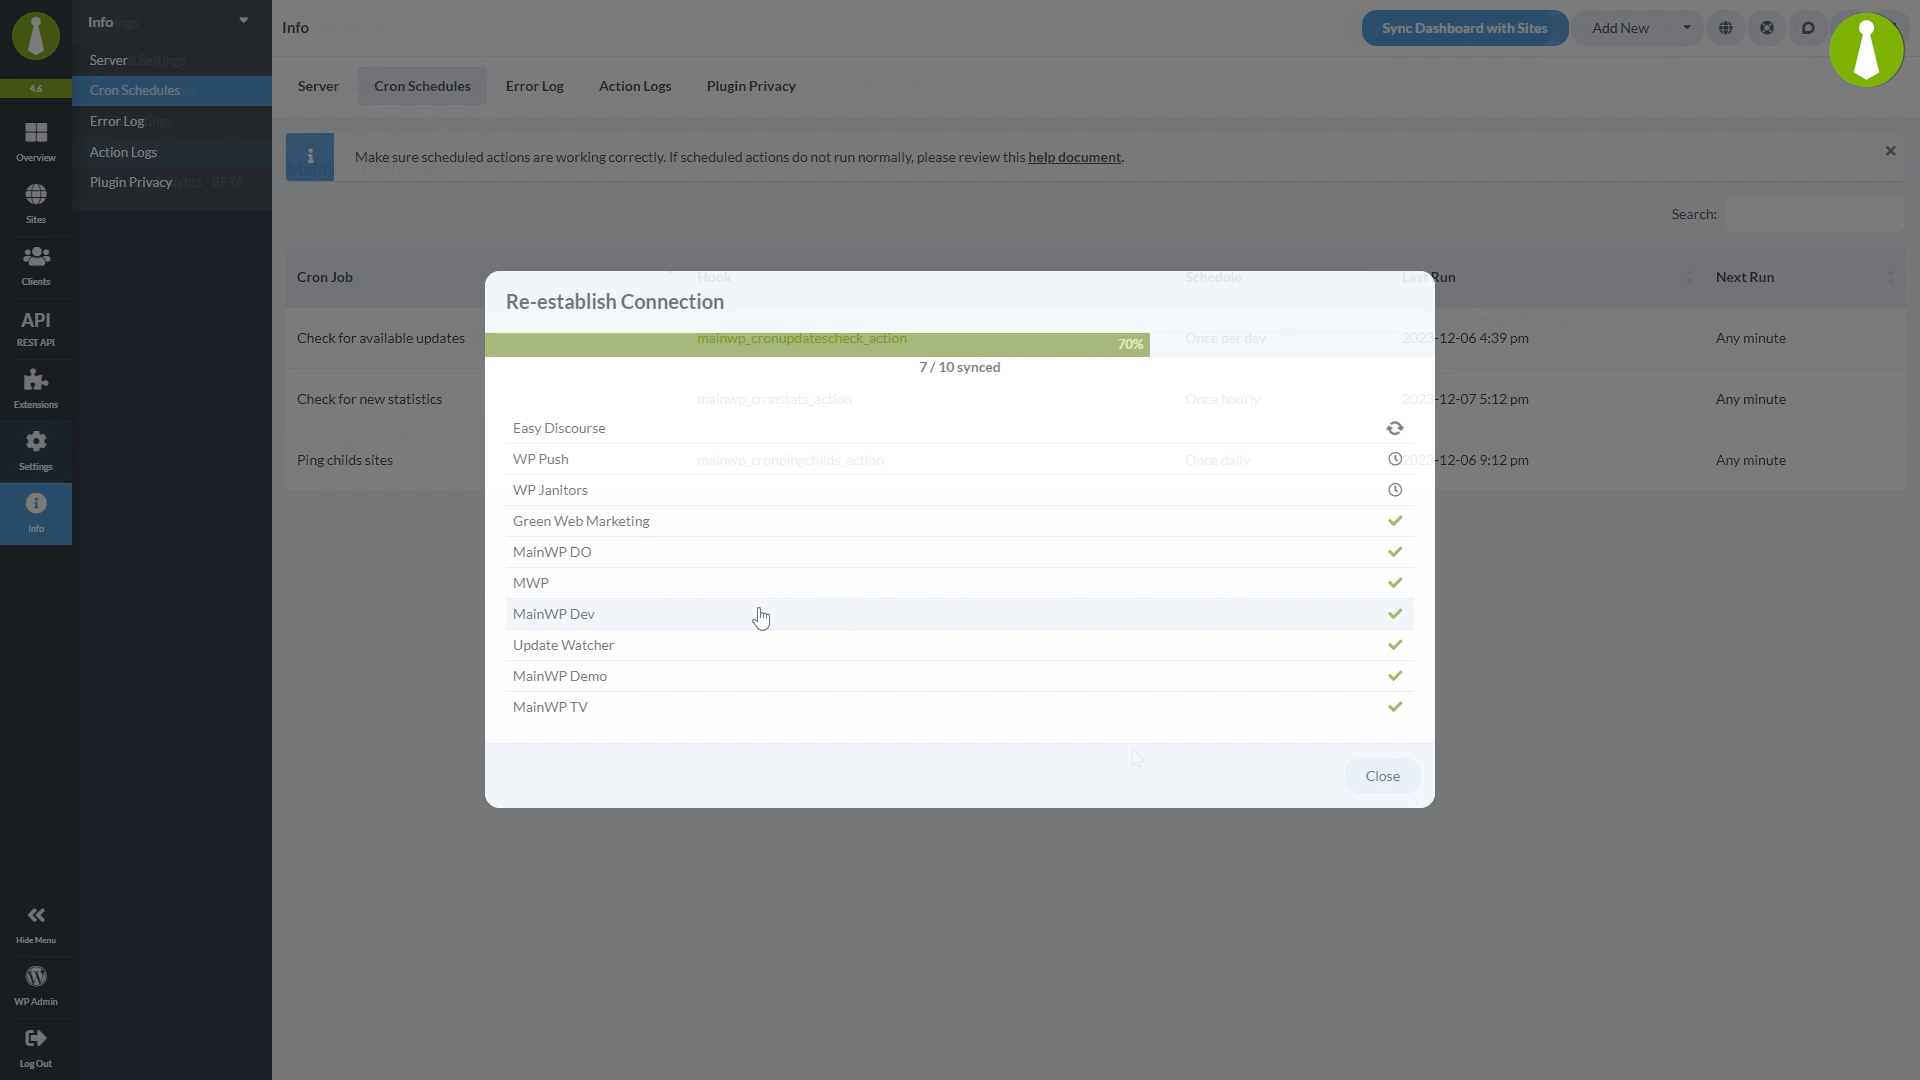 Info
Info
Sync Dashboard with Sites
Add New
4.6
Server
Cron Schedules
Error Log
Action Logs
Plugin Privacy
Server
Cron Schedules
Error Log
Action Logs
Plugin Privacy
Make sure scheduled actions are working correctly. If scheduled actions do not run normally, please review this help document.
Search:
Overview
Sites
Clients
API
REST API
Extensions
Settings
Info
Hide Menu
WP Admin
Log Out
Cron Job
Hook
Schedule
Last Run
Next Run
Check for available updates
mainwp_cronupdatescheck_action
Once per day
2023-12-06 4:39 pm
Any minute
Check for new statistics
mainwp_cronstats_action
Once hourly
2023-12-07 5:12 pm
Any minute
Ping childs sites
mainwp_cronpingchilds_action
Once daily
2023-12-06 9:12 pm
Any minute
Re-establish Connection
70%
7 / 10 synced
Easy Discourse
WP Push
WP Janitors
Green Web Marketing
MainWP DO
MWP
MainWP Dev
Update Watcher
MainWP Demo
MainWP TV
Close